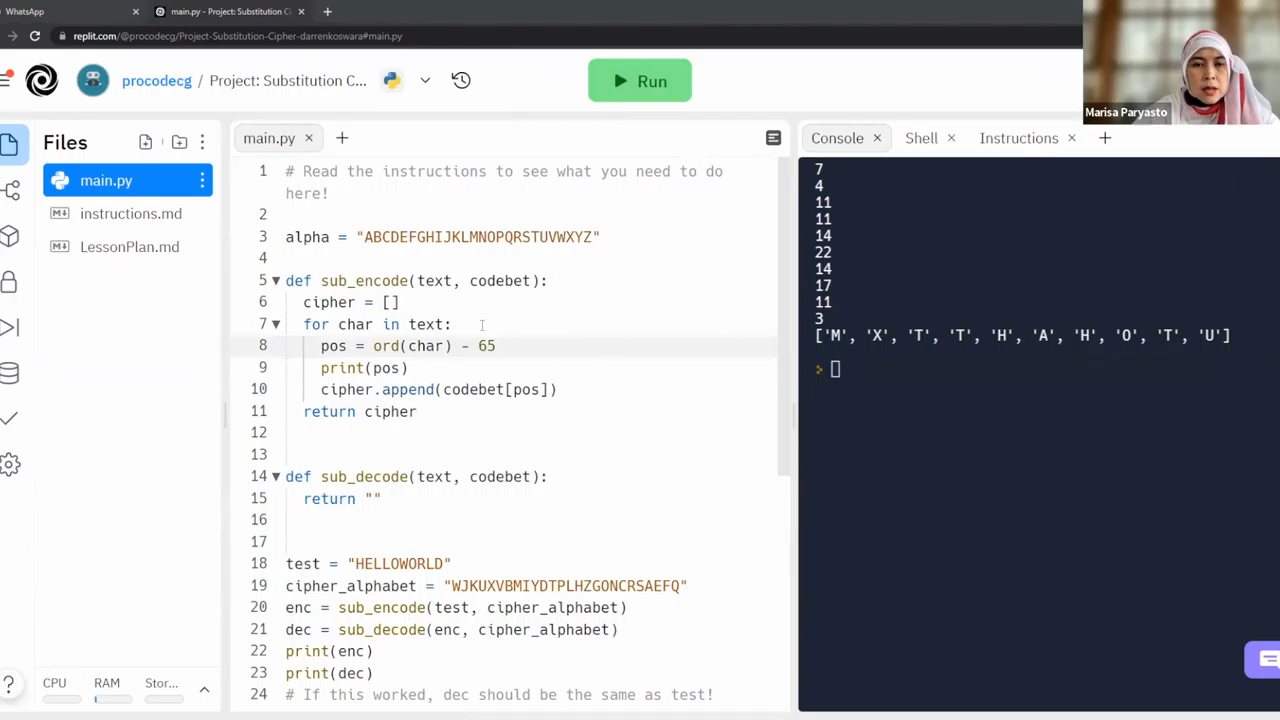 WhatsApp
main.py - Project: Substitution Ci
replit.com/@procodecg/Project-Substitution-Cipher-darrenkoswara#main.py
procodecg / Project: Substitution C...
Run
Marisa Paryasto
Files
main.py
instructions.md
LessonPlan.md
CPU RAM Stor...
main.py
1 # Read the instructions to see what you need to do
here!
2
3 alpha = "ABCDEFGHIJKLMNOPQRSTUVWXYZ"
4
5 def sub_encode(text, codebet):
6 cipher = []
7 for char in text:
8 pos = ord(char) - 65
9 print(pos)
10 cipher.append(codebet[pos])
11 return cipher
12
13
14 def sub_decode(text, codebet):
15 return ""
16
17
18 test = "HELLOWORLD"
19 cipher_alphabet = "WJKUXVBMIYDTPLHZGONCRSAEFQ"
20 enc = sub_encode(test, cipher_alphabet)
21 dec = sub_decode(enc, cipher_alphabet)
22 print(enc)
23 print(dec)
24 # If this worked, dec should be the same as test!
Console Shell Instructions
7
4
11
11
14
22
14
17
11
3
['M', 'X', 'T', 'T', 'H', 'A', 'H', 'O', 'T', 'U']